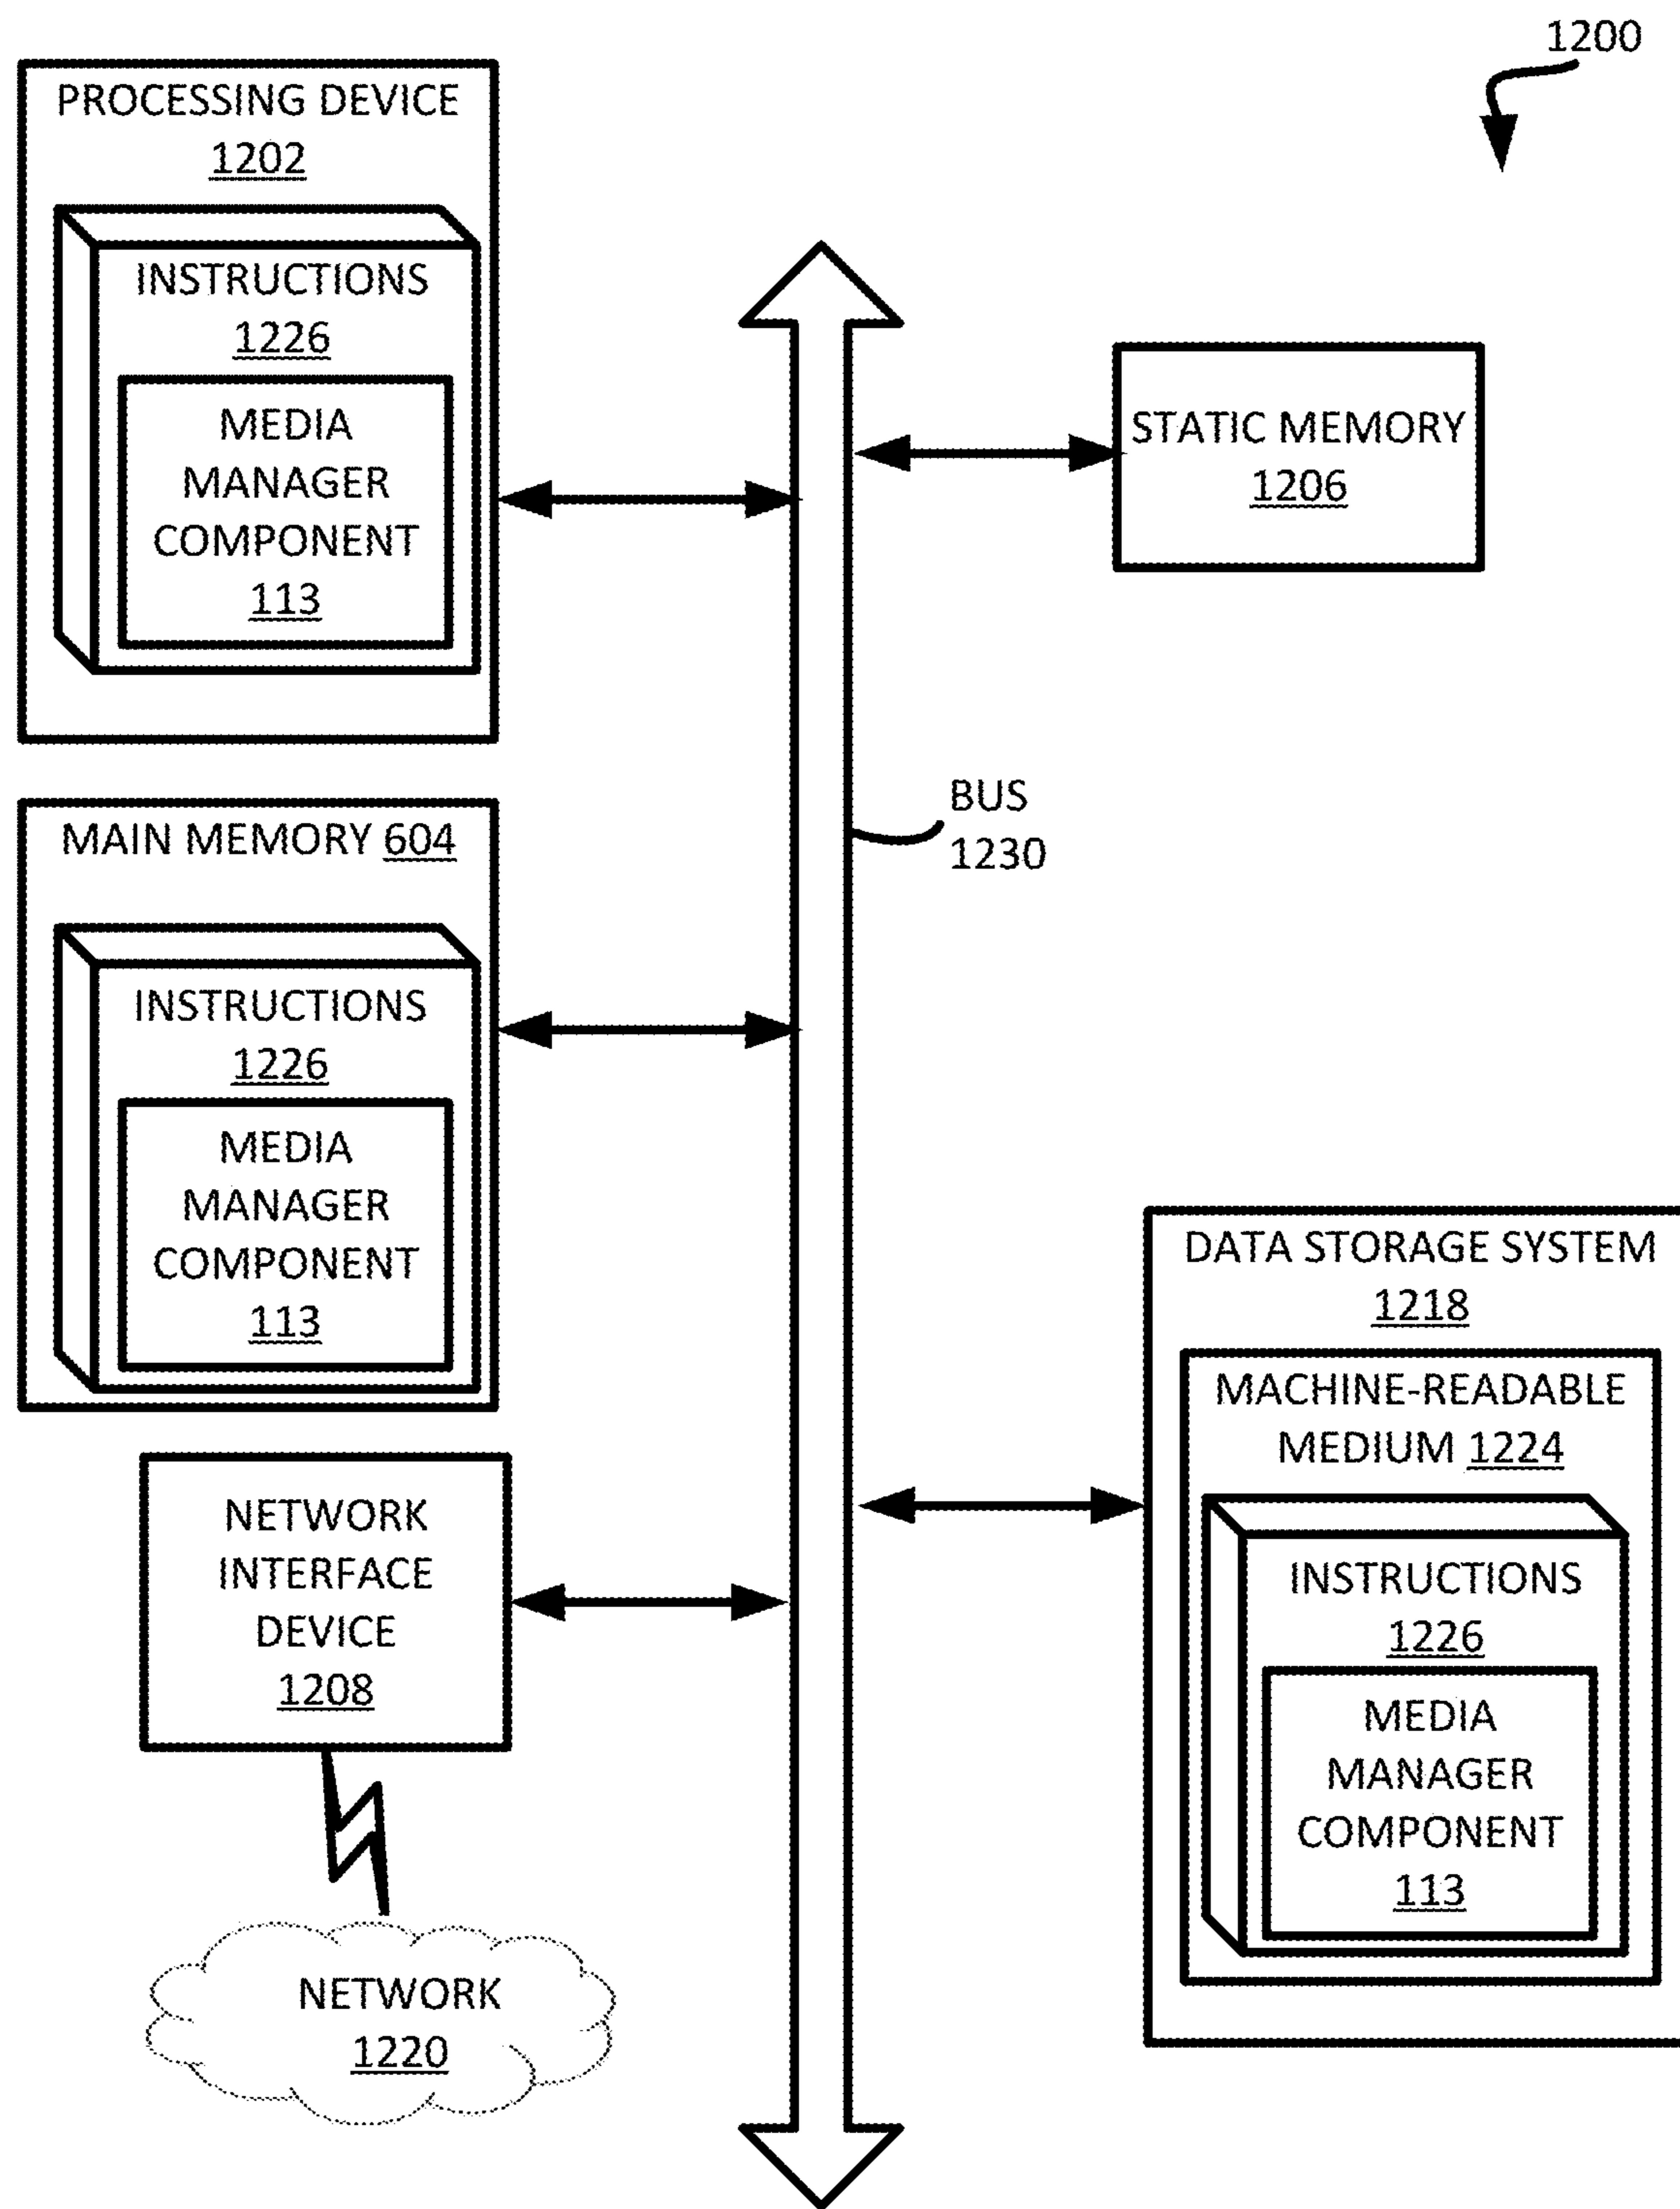 1200
PROCESSING DEVICE
1202
INSTRUCTIONS
1226
MEDIA
MANAGER
COMPONENT
113
STATIC MEMORY
1206
BUS
1230
MAIN MEMORY 604
INSTRUCTIONS
1226
MEDIA
MANAGER
COMPONENT
113
DATA STORAGE SYSTEM
1218
MACHINE-READABLE
MEDIUM 1224
INSTRUCTIONS
1226
MEDIA
MANAGER
COMPONENT
113
NETWORK
INTERFACE
DEVICE
1208
NETWORK
1220